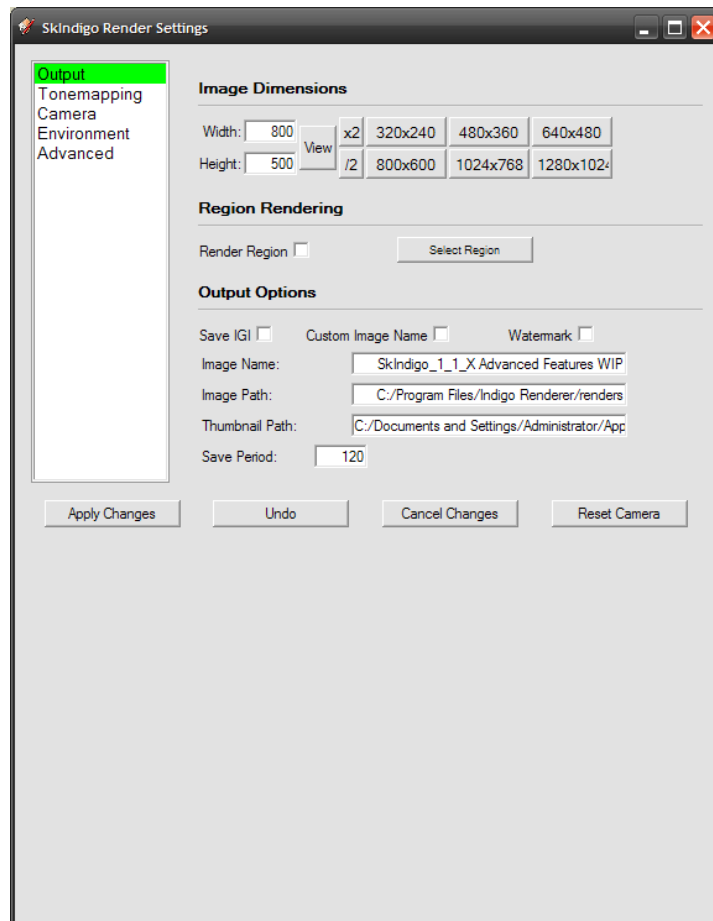 SkIndigo Render Settings
Output
Tonemapping
Camera
Environment
Advanced
Image Dimensions
Width: 800
Height: 500
View
x2 320x240 480x360 640x480
/2 800x600 1024x768 1280x1024
Region Rendering
Render Region Select Region
Output Options
Save IGI Custom Image Name Watermark
Image Name: SkIndigo_1_1_X Advanced Features WIP
Image Path: C:/Program Files/Indigo Renderer/renders
Thumbnail Path: C:/Documents and Settings/Administrator/App
Save Period: 120
Apply Changes Undo Cancel Changes Reset Camera